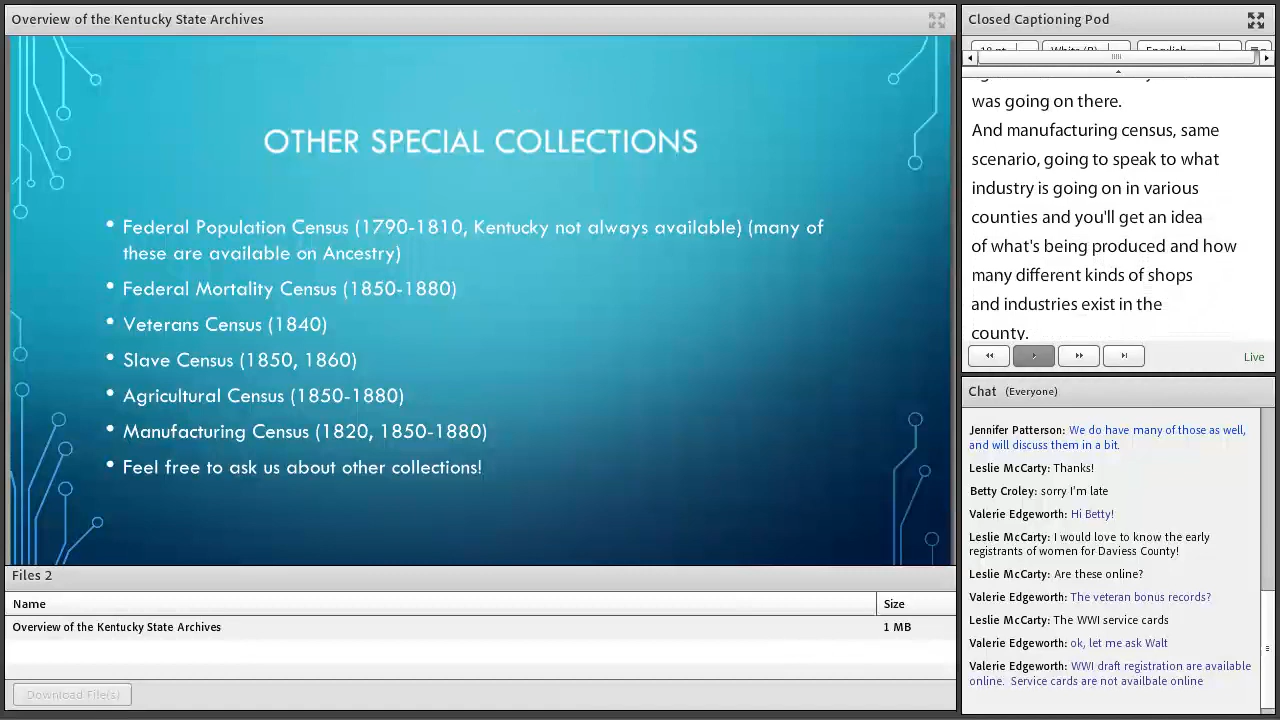 Overview of the Kentucky State Archives
OTHER SPECIAL COLLECTIONS
• Federal Population Census (1790-1810, Kentucky not always available) (many of
these are available on Ancestry)
• Federal Mortality Census (1850-1880)
• Veterans Census (1840)
• Slave Census (1850, 1860)
• Agricultural Census (1850-1880)
• Manufacturing Census (1820, 1850-1880)
• Feel free to ask us about other collections!
Files 2
Name Size
Overview of the Kentucky State Archives 1 MB
Download File(s)
Closed Captioning Pod
English
was going on there.
And manufacturing census, same
scenario, going to speak to what
industry is going on in various
counties and you'll get an idea
of what's being produced and how
many different kinds of shops
and industries exist in the
county.
Live
Chat (Everyone)
Jennifer Patterson: We do have many of those as well,
and will discuss them in a bit.
Leslie McCarty: Thanks!
Betty Croley: sorry I'm late
Valerie Edgeworth: Hi Betty!
Leslie McCarty: I would love to know the early
registrants of women for Daviess County!
Leslie McCarty: Are these online?
Valerie Edgeworth: The veteran bonus records?
Leslie McCarty: The WWI service cards
Valerie Edgeworth: ok, let me ask Walt
Valerie Edgeworth: WWI draft registration are available
online. Service cards are not availbale online